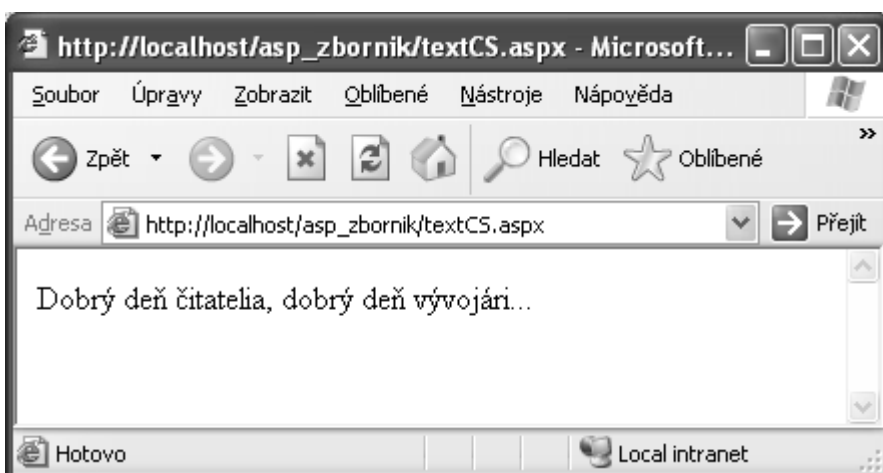 http://localhost/asp_zbornik/textCS.aspx - Microsoft...
Soubor Úpravy Zobrazit Oblíbené Nástroje Nápověda
Zpět Hledat Oblíbené »
Adresa http://localhost/asp_zbornik/textCS.aspx Přejít
Dobrý deň čitatelia, dobrý deň vývojári...
Hotovo Local intranet